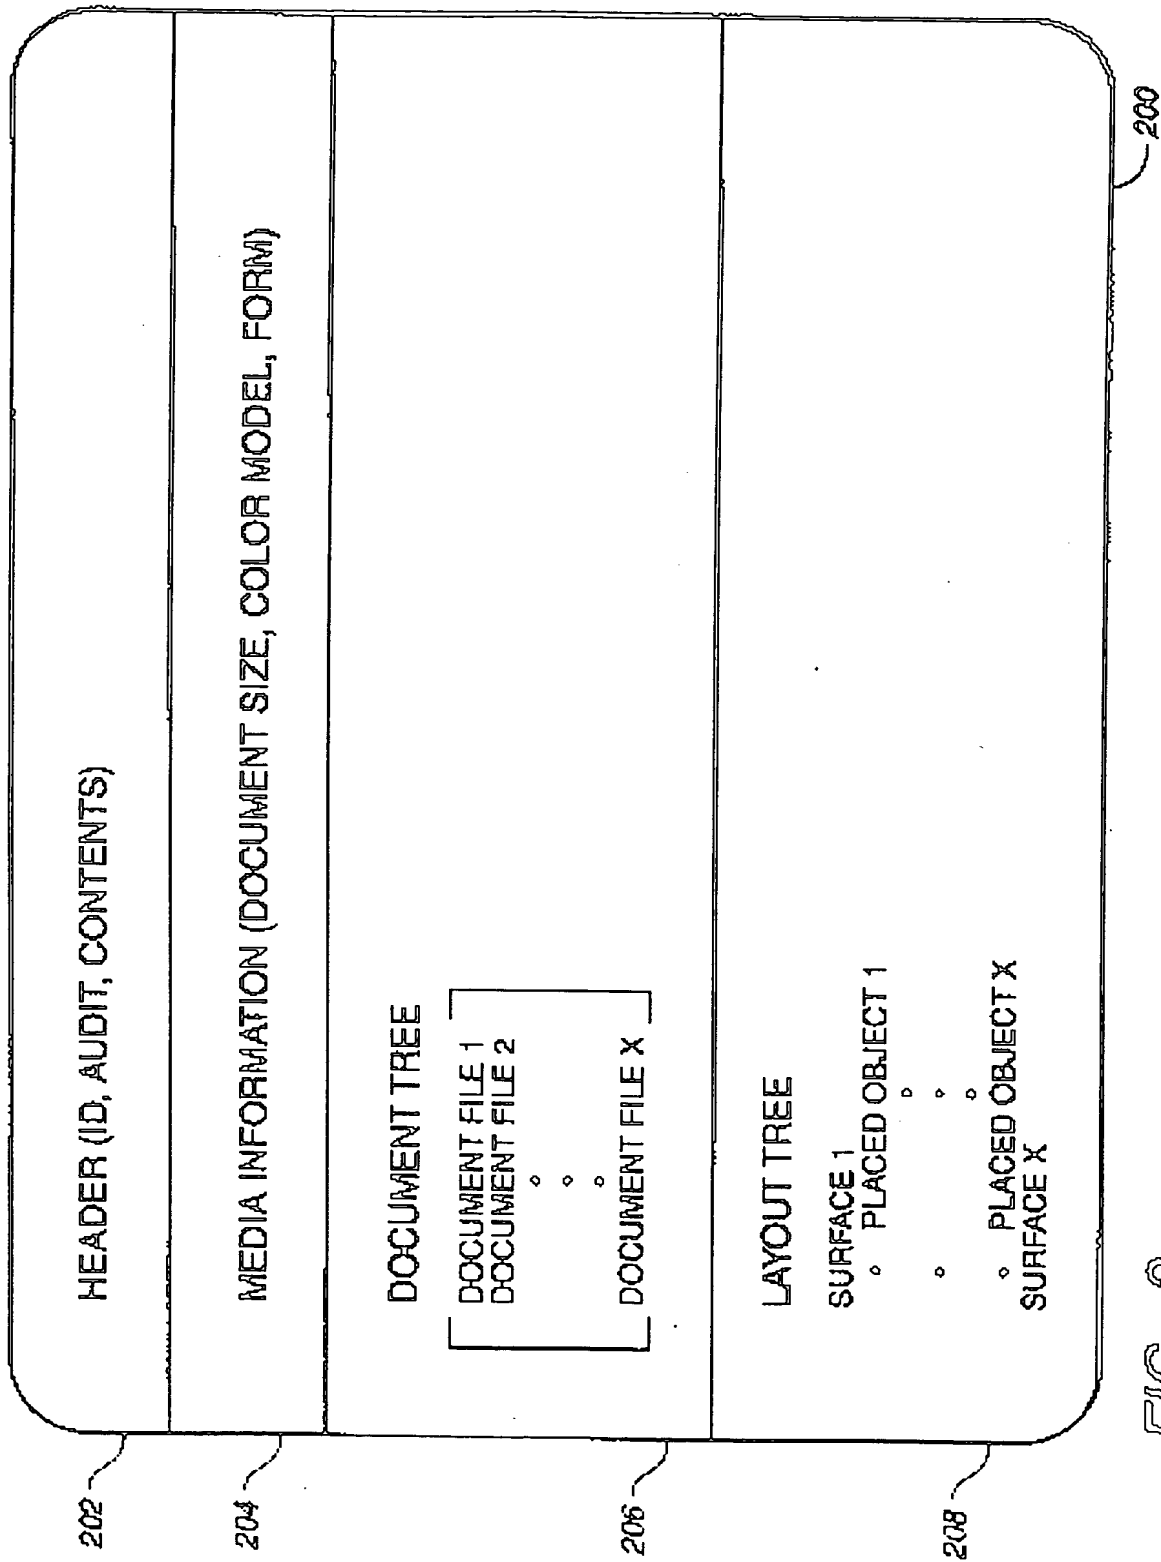 202
HEADER (ID, AUDIT, CONTENTS)
204
MEDIA INFORMATION (DOCUMENT SIZE, COLOR MODEL, FORM)
206
DOCUMENT TREE
DOCUMENT FILE 1
DOCUMENT FILE 2
DOCUMENT FILE X
208
LAYOUT TREE
SURFACE 1
PLACED OBJECT 1
PLACED OBJECT X
SURFACE X
200